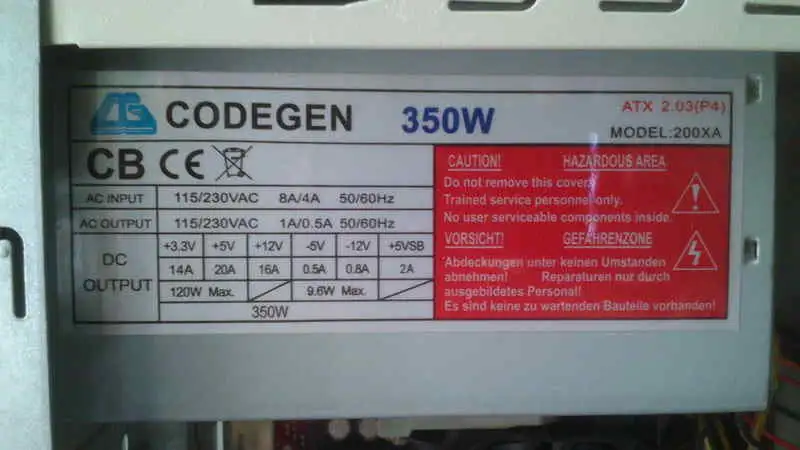 CG CODEGEN 350W ATX 2.03(P4)
MODEL:200XA
CB CE
AC INPUT 115/230VAC 8A/4A 50/60Hz
AC OUTPUT 115/230VAC 1A/0.5A 50/60Hz
DC OUTPUT +3.3V +5V +12V -5V -12V +5VSB
14A 20A 16A 0.5A 0.8A 2A
120W Max. 9.6W Max.
350W
CAUTION! HAZARDOUS AREA
Do not remove this cover.
Trained service personnel only.
No user serviceable components inside.
VORSICHT! GEFAHRENZONE
Abdeckungen unter keinen Umständen
abnehmen! Reparaturen nur durch
ausgebildetes Personal!
Es sind keine zu wartenden Bauteile vorhanden!